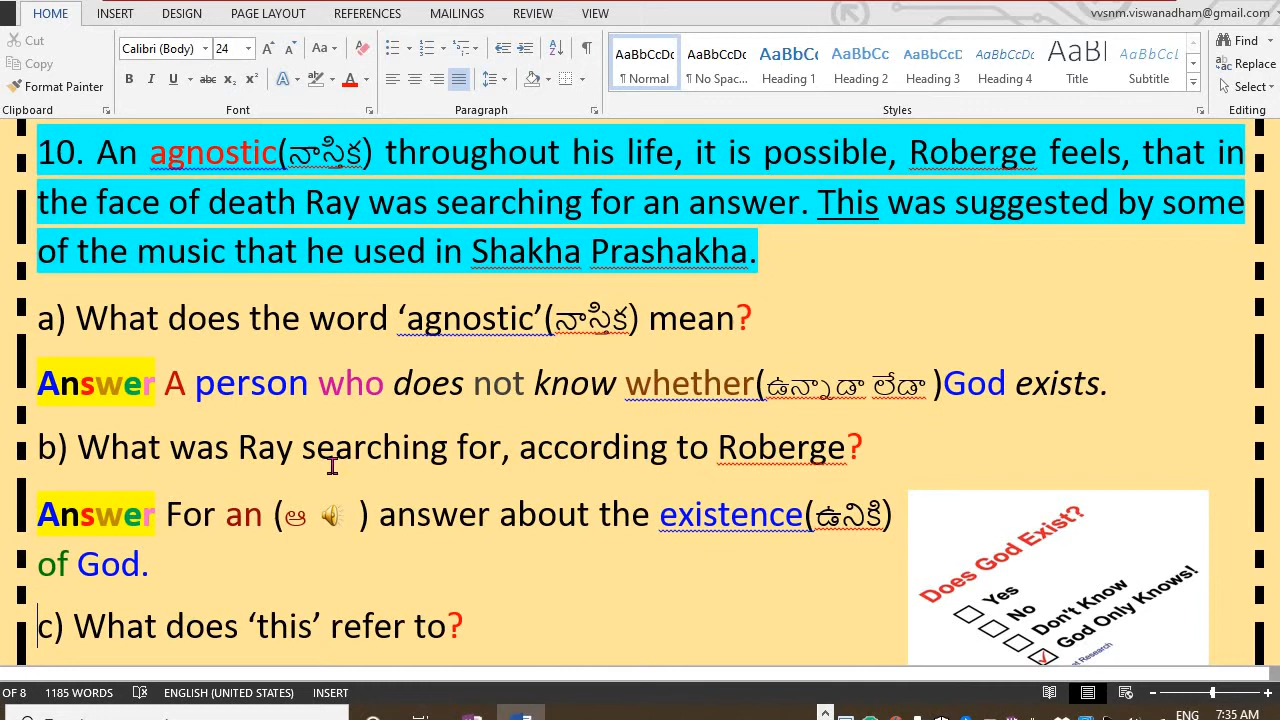 HOME INSERT DESIGN PAGE LAYOUT REFERENCES MAILINGS REVIEW VIEW vvsnm.viswanadham@gmail.com
Cut
Copy
Format Painter
Calibri (Body) 24
AaBbCcDc AaBbCcDc AaBbC AaBbCc AaBbCcD AaBbCcD AaBl AaBbCcL
¶ Normal ¶ No Spac... Heading 1 Heading 2 Heading 3 Heading 4 Title Subtitle
Find
Replace
Select
Clipboard Font Paragraph Styles Editing
10. An agnostic(నాస్తిక) throughout his life, it is possible, Roberge feels, that in
the face of death Ray was searching for an answer. This was suggested by some
of the music that he used in Shakha Prashakha.
a) What does the word ‘agnostic’(నాస్తిక) mean?
Answer A person who does not know whether(ఉన్నాడా లేడా )God exists.
b) What was Ray searching for, according to Roberge?
Answer For an (ఆ ) answer about the existence(ఉనికి)
of God.
c) What does ‘this’ refer to?
Does God Exist?
Yes
No
Don't Know
God Only Knows!
Research
OF 8 1185 WORDS ENGLISH (UNITED STATES) INSERT
ENG 7:35 AM